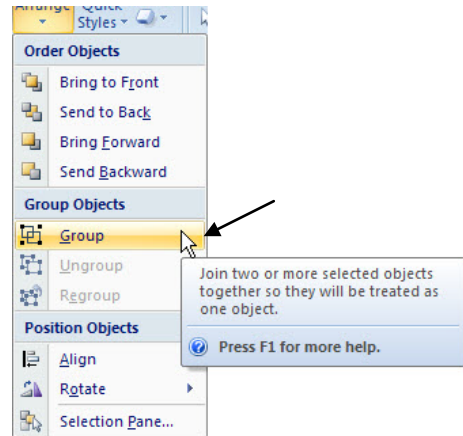 Arrange Quick
Styles
Order Objects
Bring to Front
Send to Back
Bring Forward
Send Backward
Group Objects
Group
Ungroup
Regroup
Join two or more selected objects
together so they will be treated as
one object.
Press F1 for more help.
Position Objects
Align
Rotate
Selection Pane...